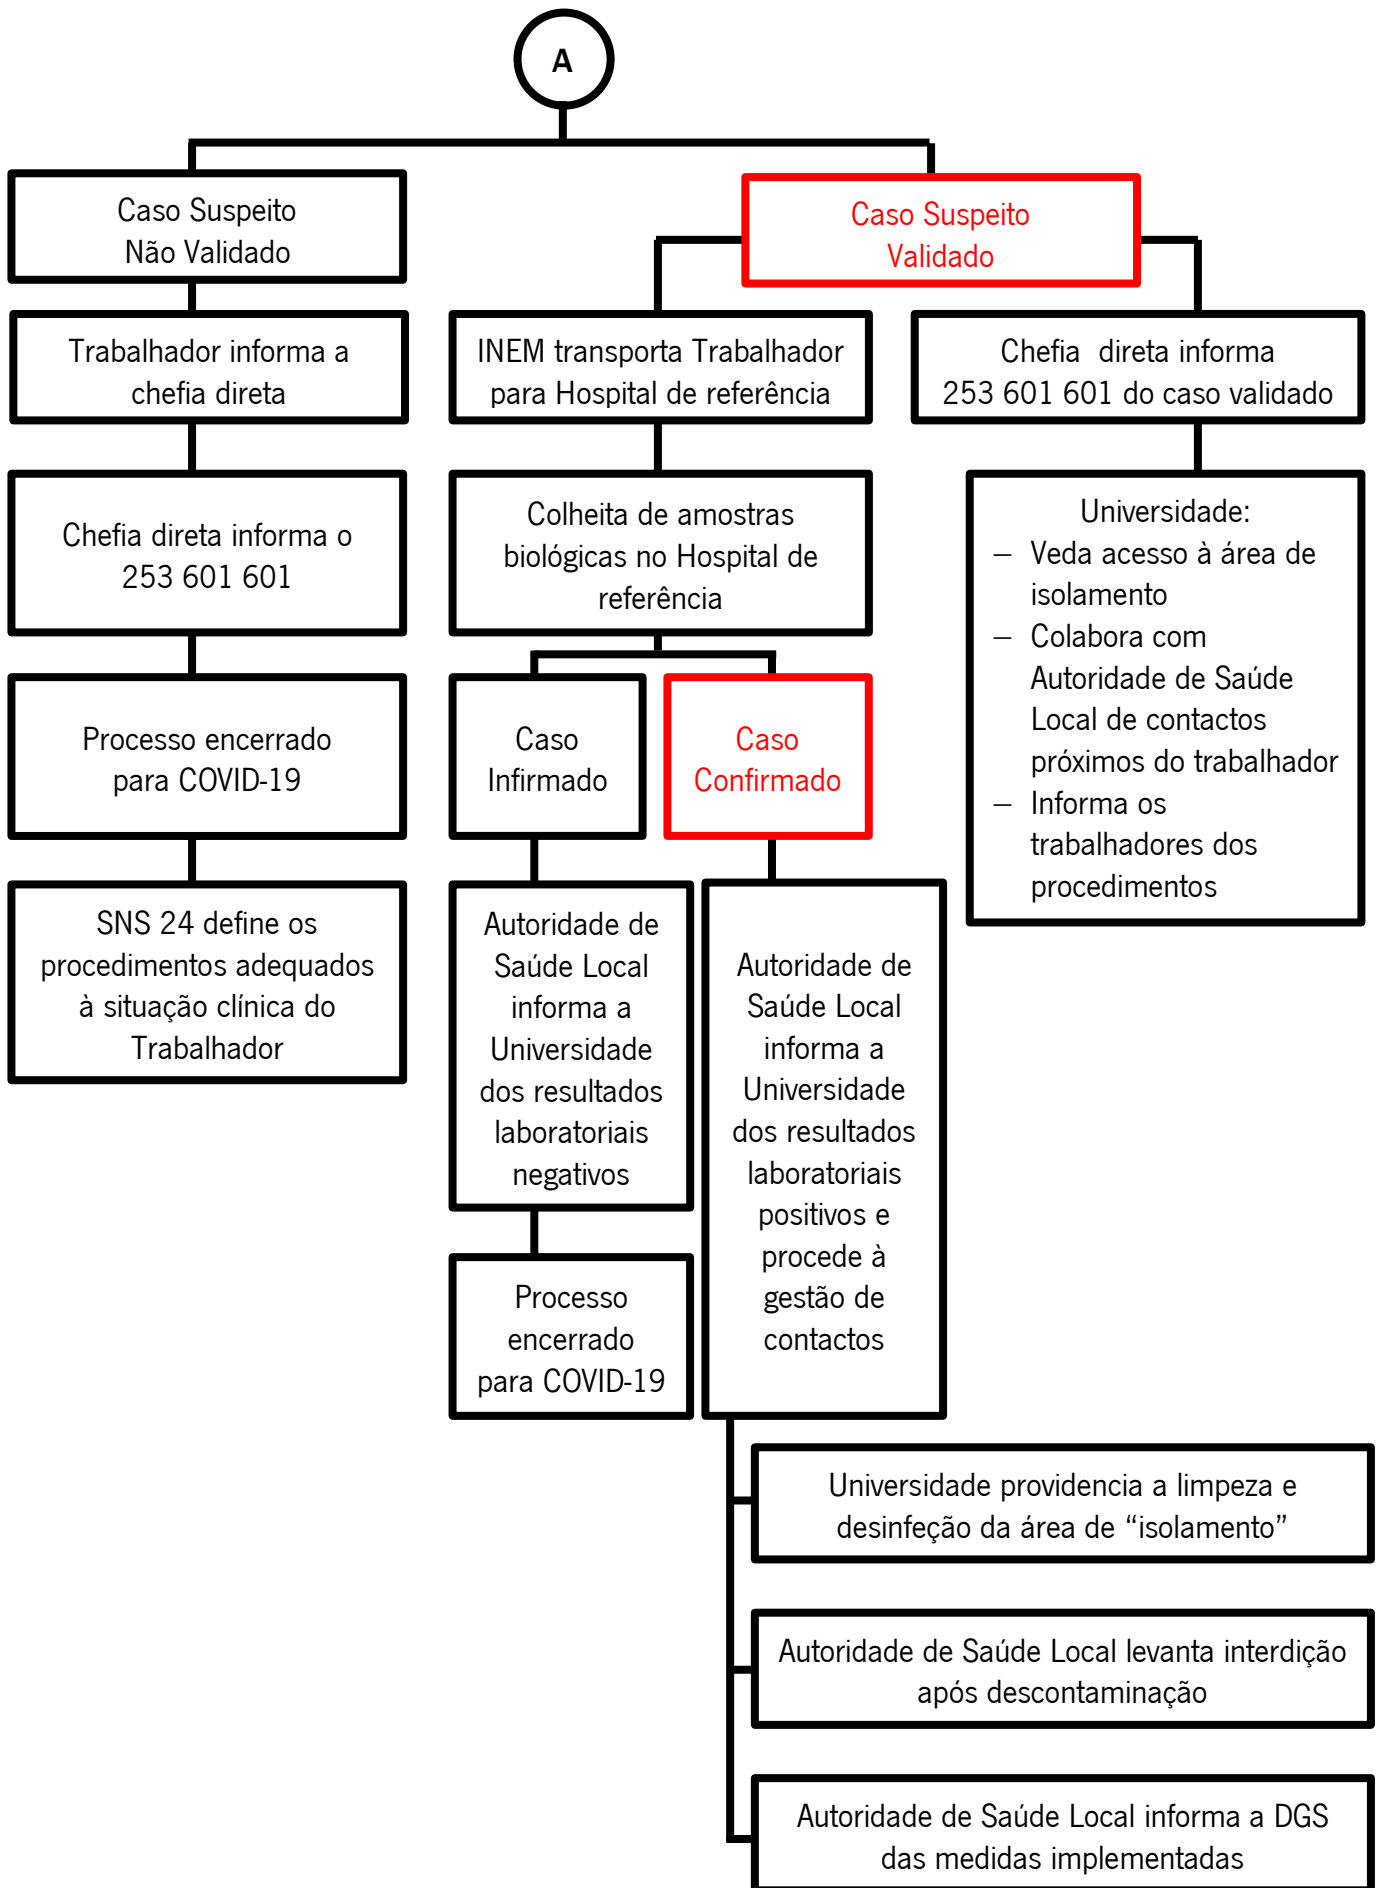 A
Caso Suspeito
Não Validado
Caso Suspeito
Validado
Trabalhador informa a
chefia direta
INEM transporta Trabalhador
para Hospital de referência
Chefia direta informa
253 601 601 do caso validado
Chefia direta informa o
253 601 601
Colheita de amostras
biológicas no Hospital de
referência
Universidade:
– Veda acesso à área de
isolamento
– Colabora com
Autoridade de Saúde
Local de contactos
próximos do trabalhador
– Informa os
trabalhadores dos
procedimentos
Processo encerrado
para COVID-19
Caso
Infirmado
Caso
Confirmado
SNS 24 define os
procedimentos adequados
à situação clínica do
Trabalhador
Autoridade de
Saúde Local
informa a
Universidade
dos resultados
laboratoriais
negativos
Autoridade de
Saúde Local
informa a
Universidade
dos resultados
laboratoriais
positivos e
procede à
gestão de
contactos
Processo
encerrado
para COVID-19
Universidade providencia a limpeza e
desinfeção da área de “isolamento”
Autoridade de Saúde Local levanta interdição
após descontaminação
Autoridade de Saúde Local informa a DGS
das medidas implementadas